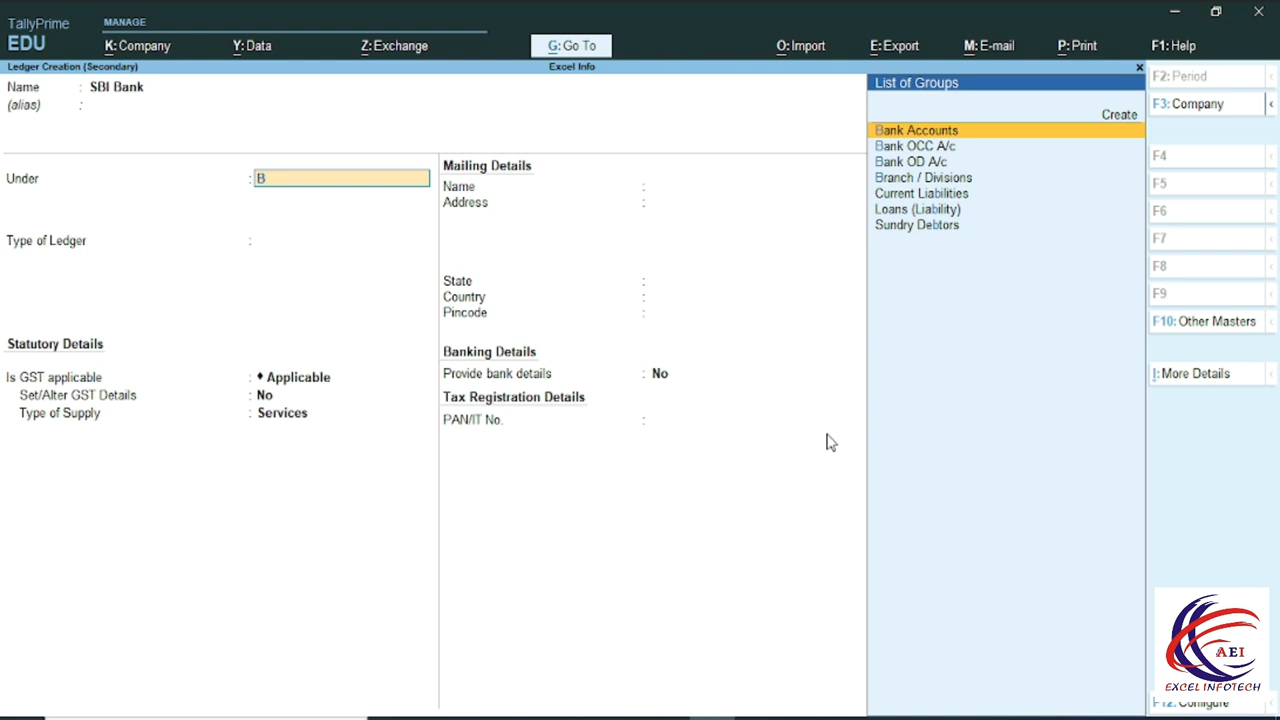 TallyPrime
EDU
MANAGE
K: Company
Y: Data
Z: Exchange
G: Go To
O: Import
E: Export
M: E-mail
P: Print
F1: Help
Ledger Creation (Secondary)
Excel Info
×
Name : SBI Bank
(alias) :
Under : B
Type of Ledger :
Statutory Details
Is GST applicable : ♦ Applicable
Set/Alter GST Details : No
Type of Supply : Services
Mailing Details
Name :
Address :
State :
Country :
Pincode :
Banking Details
Provide bank details : No
Tax Registration Details
PAN/IT No. :
List of Groups
Create
Bank Accounts
Bank OCC A/c
Bank OD A/c
Branch / Divisions
Current Liabilities
Loans (Liability)
Sundry Debtors
F2: Period
F3: Company
F4
F5
F6
F7
F8
F9
F10: Other Masters
I: More Details
AEI
EXCEL INFOTECH
F12: Configure